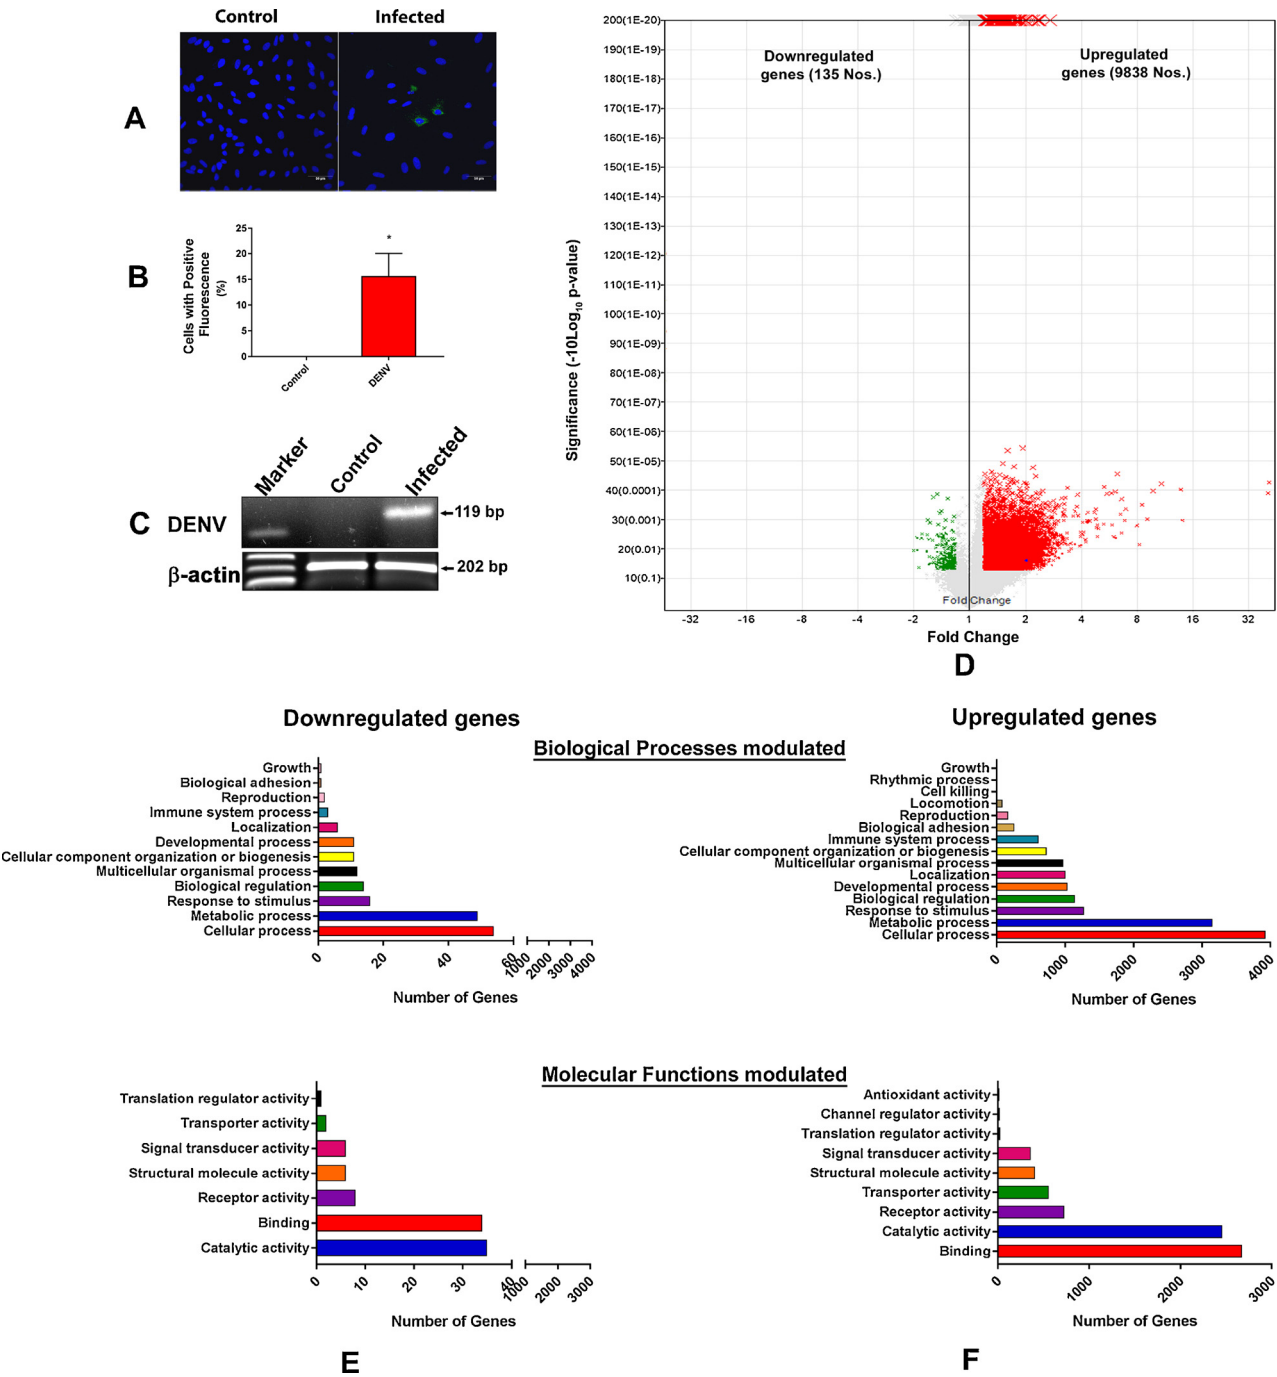 Control
Infected
A
B
Cells with Positive
Fluorescence
(%)
25
20
15
10
5
0
*
Control
DENV
C
Marker
Control
Infected
DENV
119 bp
β-actin
202 bp
200(1E-20)
190(1E-19)
180(1E-18)
170(1E-17)
160(1E-16)
150(1E-15)
140(1E-14)
130(1E-13)
120(1E-12)
110(1E-11)
100(1E-10)
90(1E-09)
80(1E-08)
70(1E-07)
60(1E-06)
50(1E-05)
40(0.0001)
30(0.001)
20(0.01)
10(0.1)
Significance (-10Log10 p-value)
Downregulated
genes (135 Nos.)
Upregulated
genes (9838 Nos.)
Fold Change
-32 -16 -8 -4 -2 1 2 4 8 16 32
Fold Change
D
Downregulated genes
Upregulated genes
Biological Processes modulated
Growth
Biological adhesion
Reproduction
Immune system process
Localization
Developmental process
Cellular component organization or biogenesis
Multicellular organismal process
Biological regulation
Response to stimulus
Metabolic process
Cellular process
0 20 40 60 1000 2000 3000 4000
Number of Genes
Growth
Rhythmic process
Cell killing
Locomotion
Reproduction
Biological adhesion
Immune system process
Cellular component organization or biogenesis
Multicellular organismal process
Localization
Developmental process
Biological regulation
Response to stimulus
Metabolic process
Cellular process
0 1000 2000 3000 4000
Number of Genes
Molecular Functions modulated
Translation regulator activity
Transporter activity
Signal transducer activity
Structural molecule activity
Receptor activity
Binding
Catalytic activity
0 10 20 30 40 1000 2000 3000
Number of Genes
E
Antioxidant activity
Channel regulator activity
Translation regulator activity
Signal transducer activity
Structural molecule activity
Transporter activity
Receptor activity
Catalytic activity
Binding
0 1000 2000 3000
Number of Genes
F